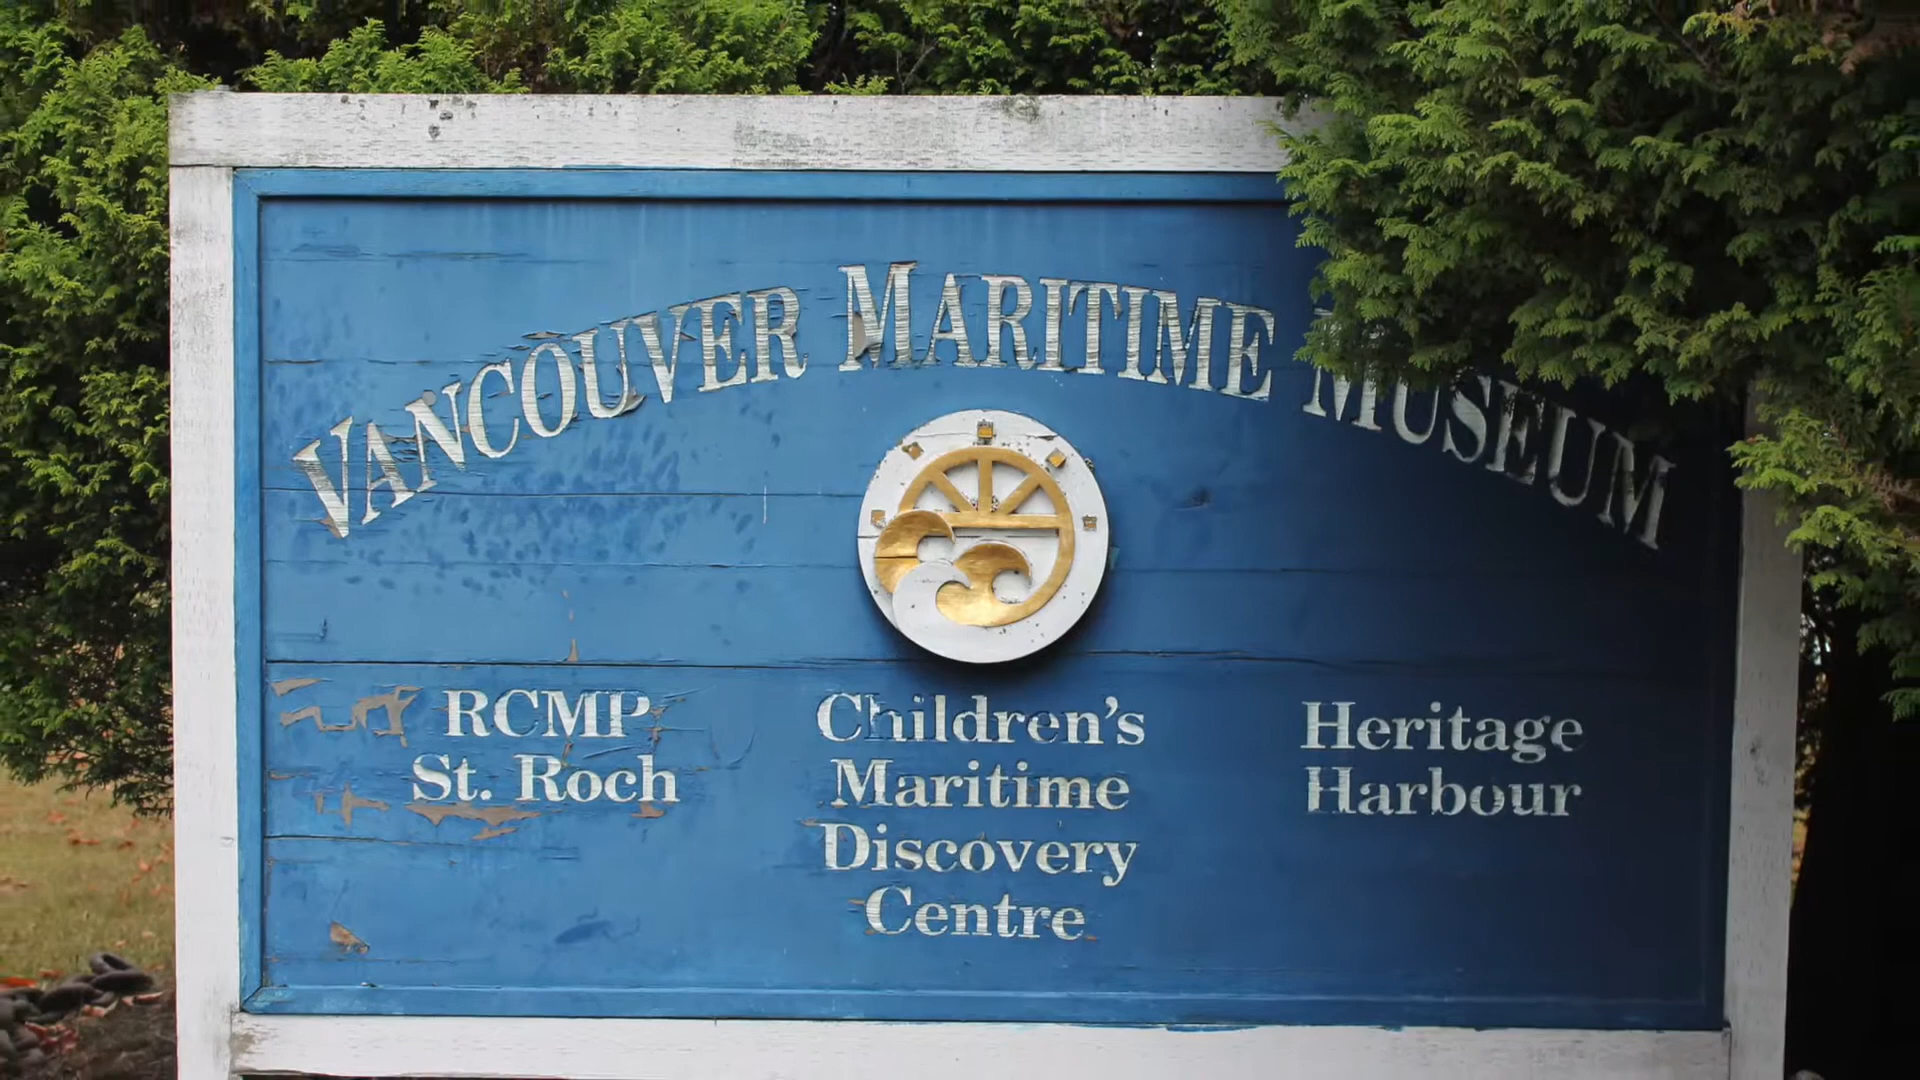 VANCOUVER MARITIME MUSEUM
RCMP
St. Roch
Children's
Maritime
Discovery
Centre
Heritage
Harbour